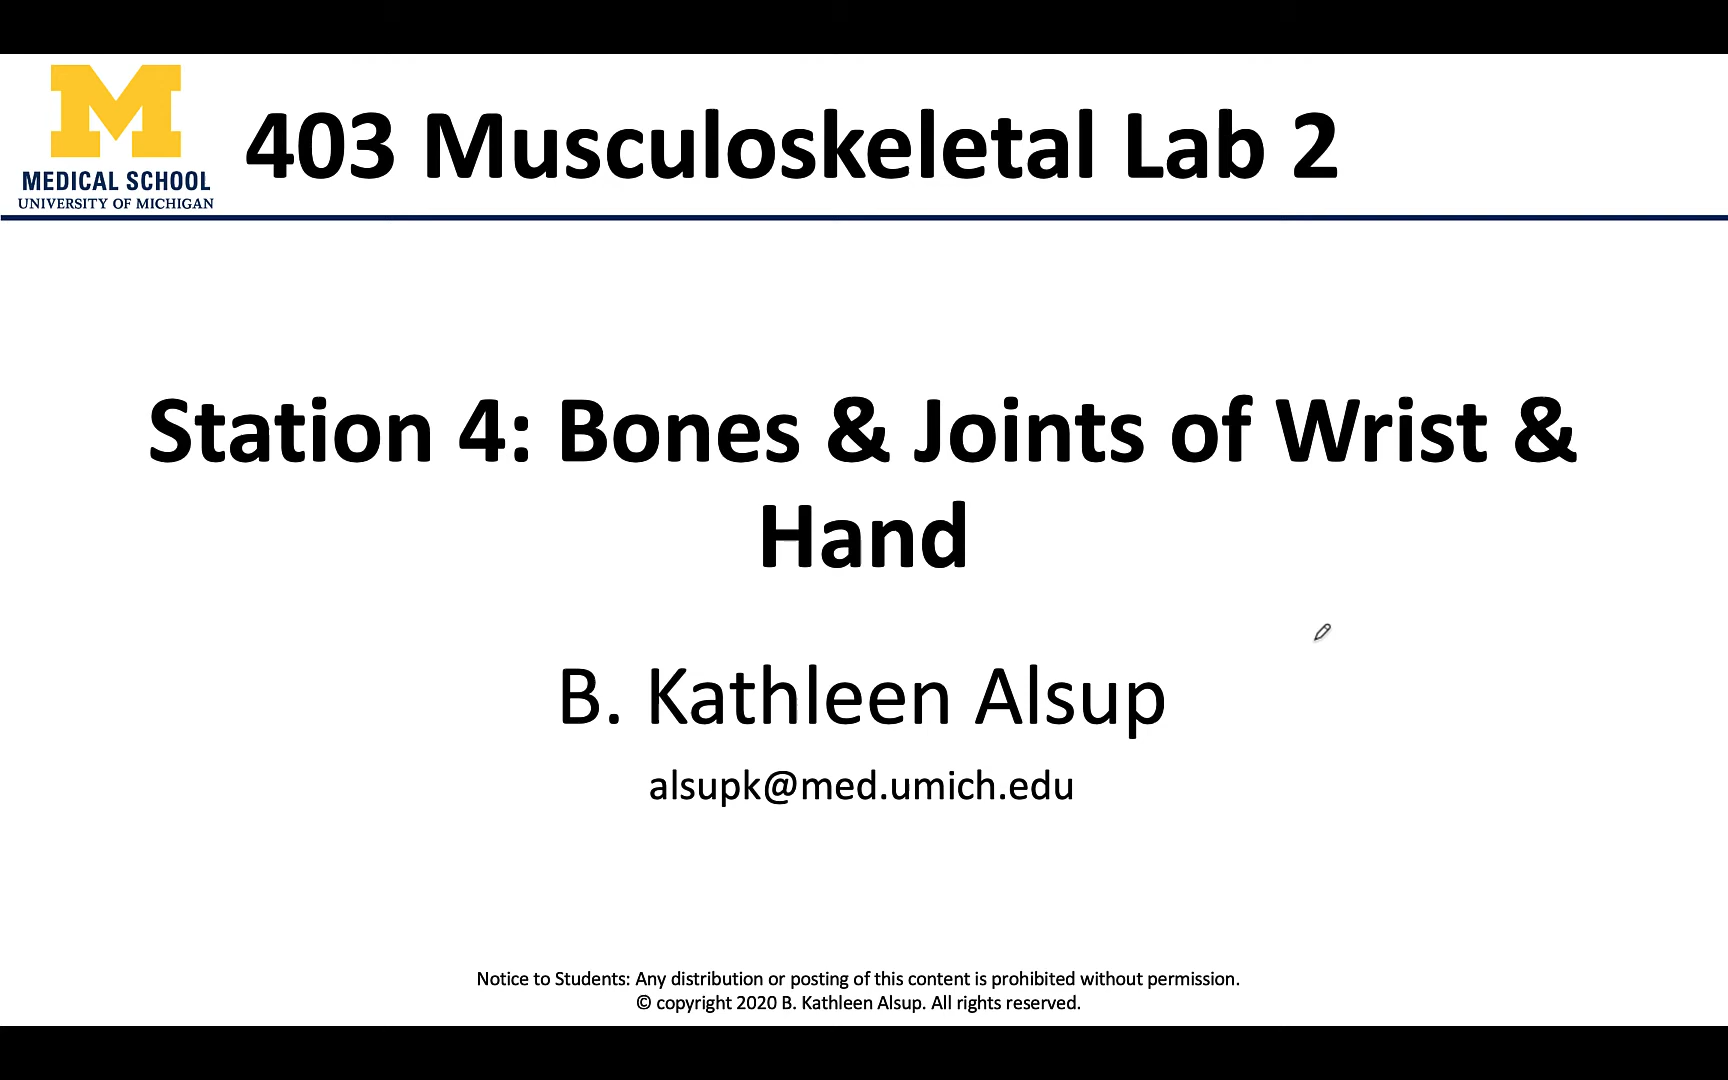 M
MEDICAL SCHOOL
UNIVERSITY OF MICHIGAN
403 Musculoskeletal Lab 2
Station 4: Bones & Joints of Wrist &
Hand
B. Kathleen Alsup
alsupk@med.umich.edu
Notice to Students: Any distribution or posting of this content is prohibited without permission.
© copyright 2020 B. Kathleen Alsup. All rights reserved.